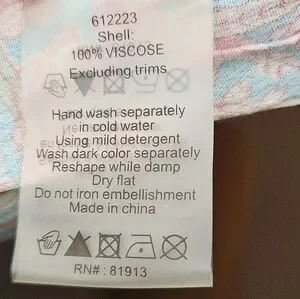 612223
Shell:
100% VISCOSE
Excluding trims
Hand wash separately
in cold water
Using mild detergent
Wash dark color separately
Reshape while damp
Dry flat
Do not iron embellishment
Made in china
RN# : 81913